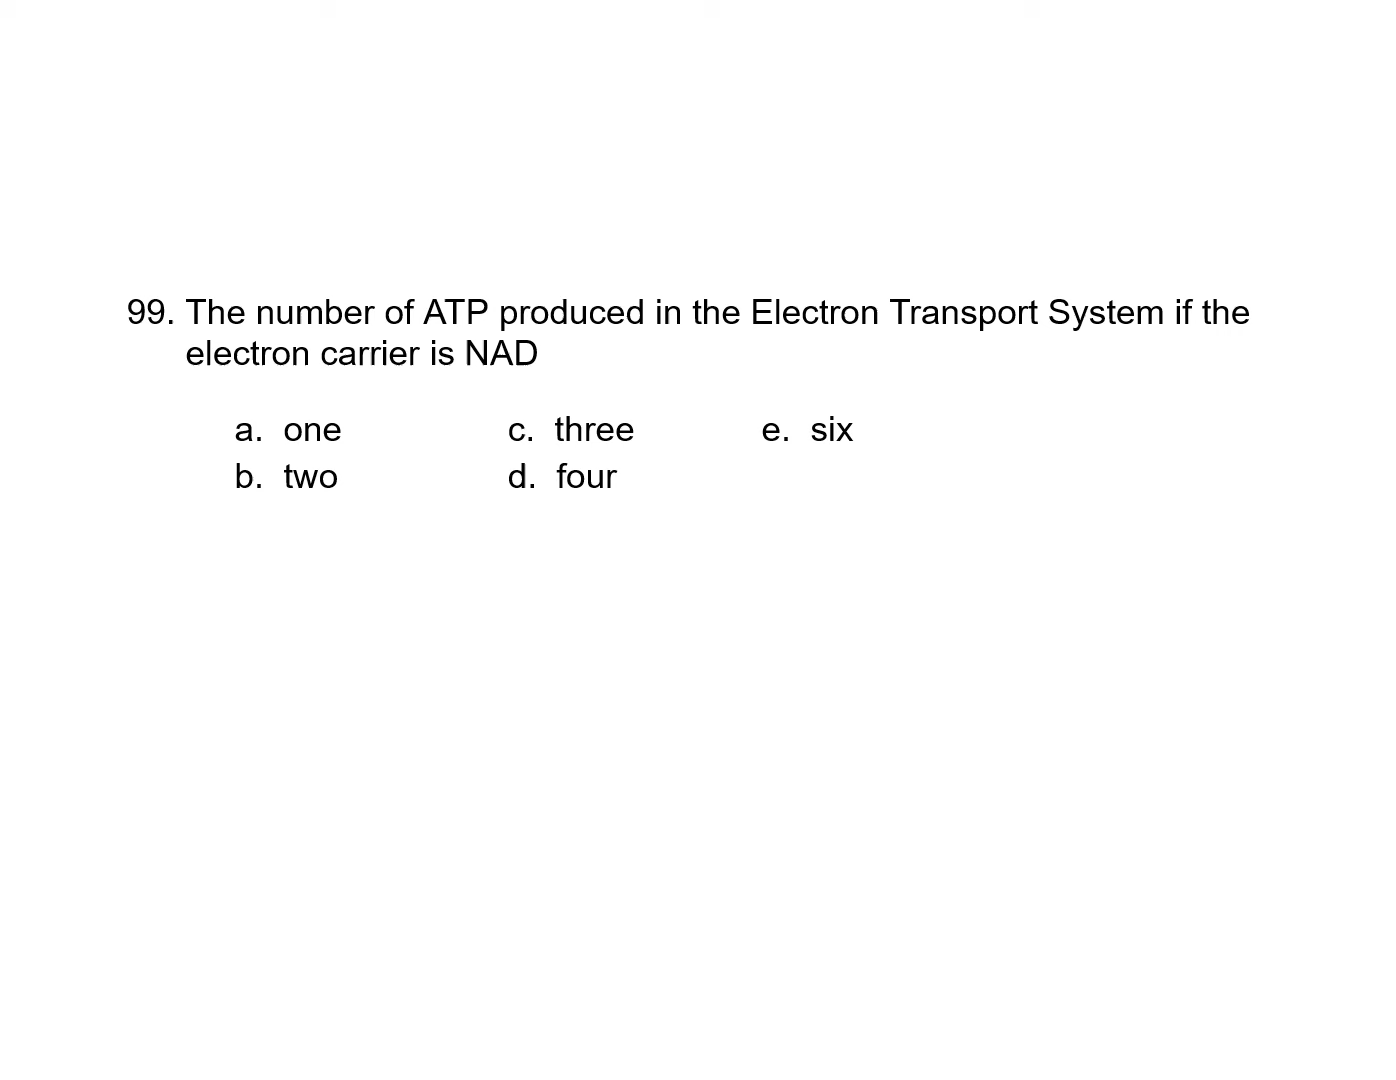 99. The number of ATP produced in the Electron Transport System if the
electron carrier is NAD
a. one c. three e. six
b. two d. four